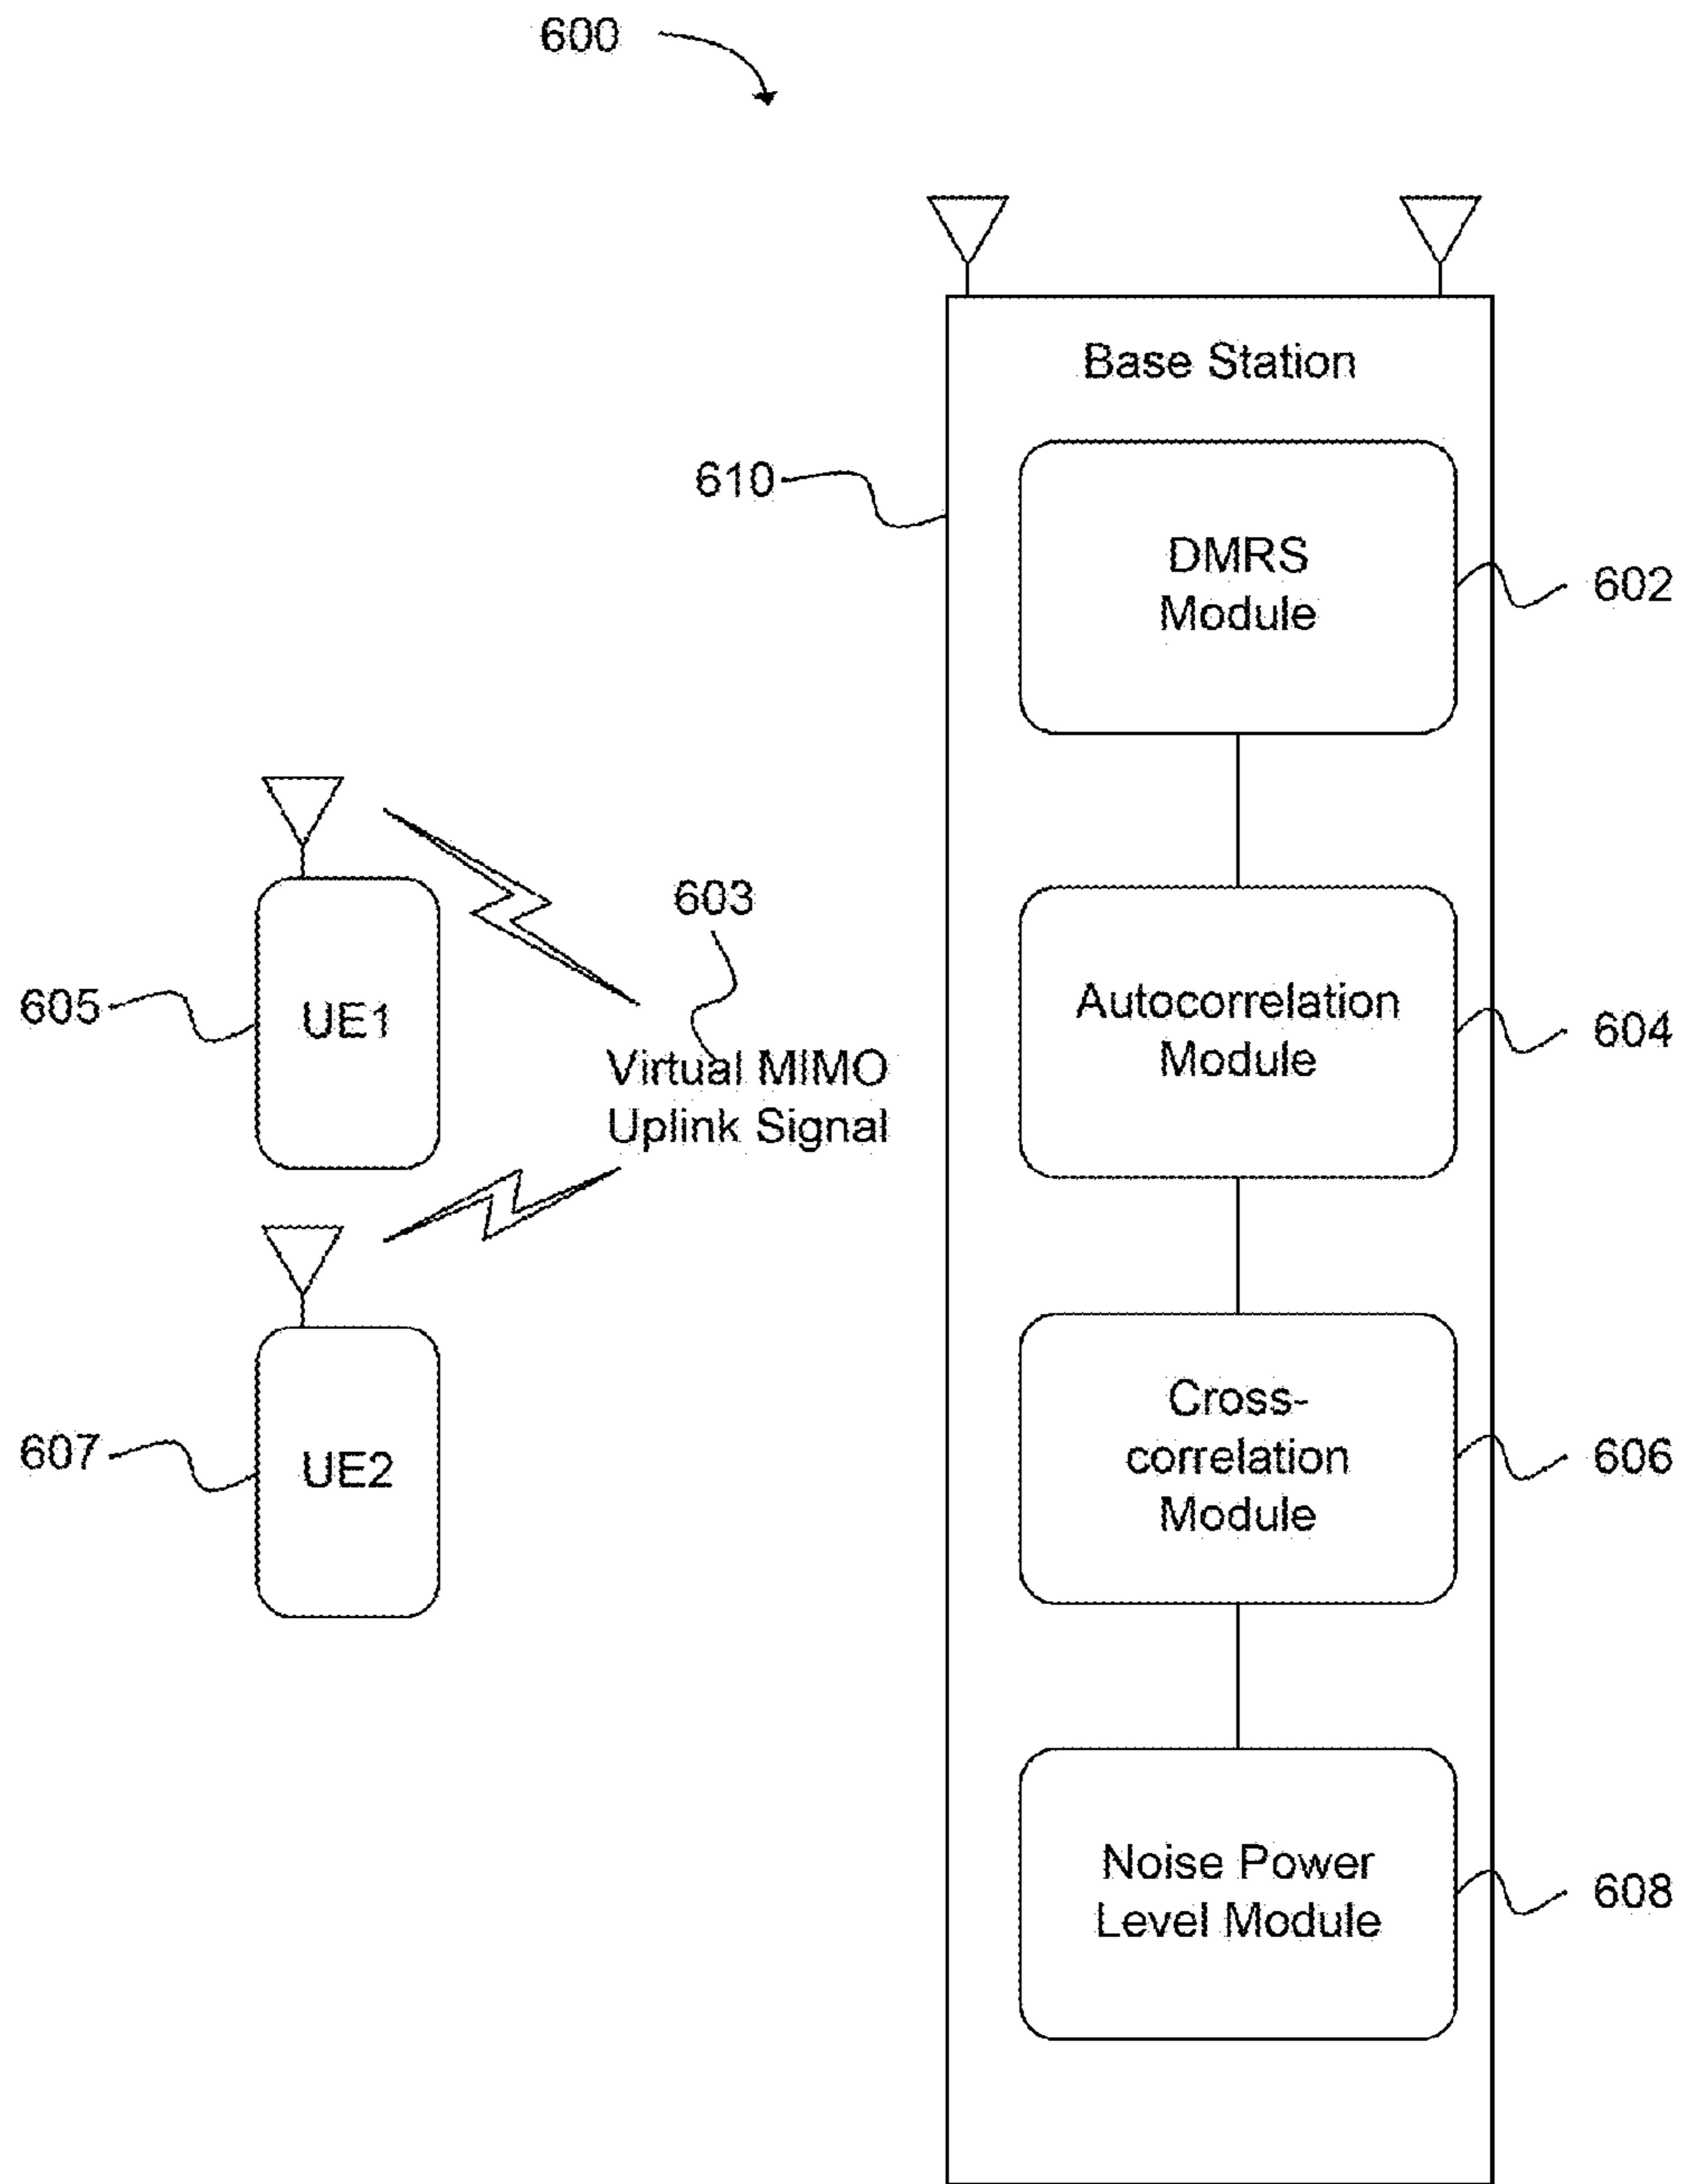 600
Base Station
610
DMRS
Module
602
603
605
UE1
Virtual MIMO
Uplink Signal
Autocorrelation
Module
604
607
UE2
Cross-
correlation
Module
606
Noise Power
Level Module
608